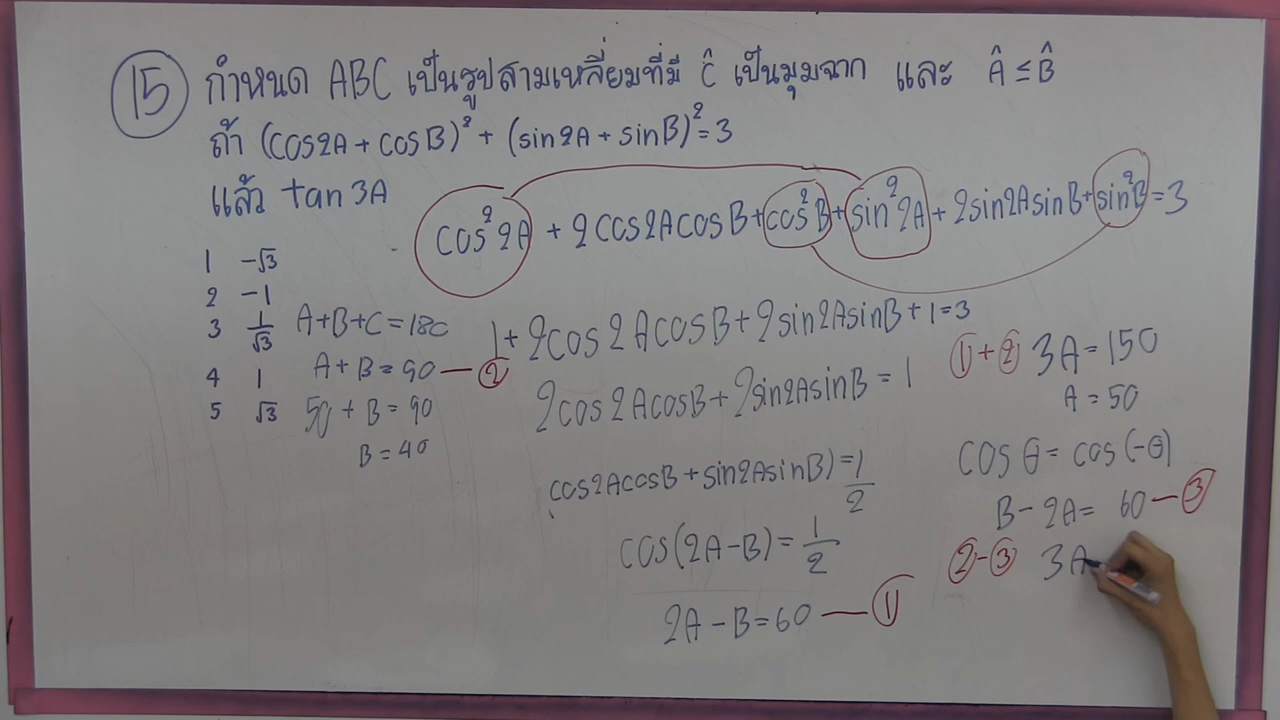 15 กำหนด ABC เป็นรูปสามเหลี่ยมที่มี Ĉ เป็นมุมฉาก และ Â ≤ B̂
ถ้า (cos2A + cosB)² + (sin2A + sinB)² = 3
แล้ว tan 3A
cos²2A + 2cos2AcosB + cos²B + sin²2A + 2sin2AsinB + sin²B = 3
1 -√3
2 -1
3 1/√3
4 1
5 √3
A+B+C = 180
A + B = 90 — ②
50 + B = 90
B = 40
1 + 2cos2AcosB + 2sin2AsinB + 1 = 3
2cos2AcosB + 2sin2AsinB = 1
cos2AcosB + sin2AsinB) = 1/2
cos(2A-B) = 1/2
2A - B = 60 — ①
① + ② 3A = 150
A = 50
cos θ = cos(-θ)
B - 2A = 60 — ③
② - ③ 3A